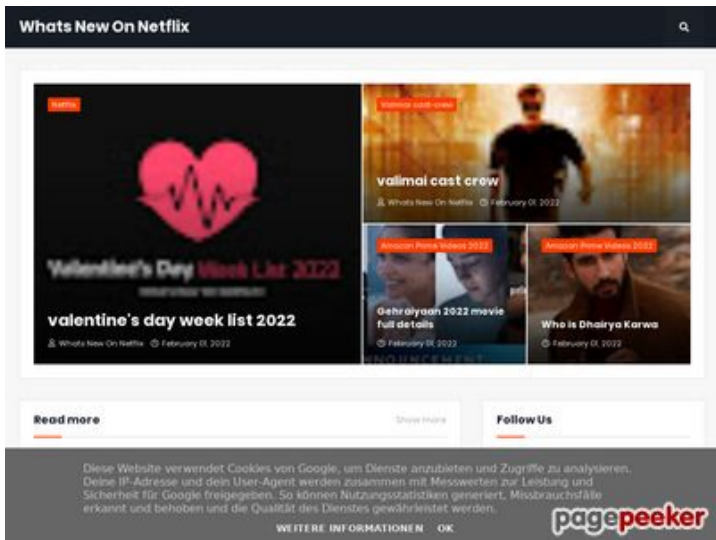 Whats New On Netflix
Netflix
Valentine's Day Week List 2022
valentine's day week list 2022
Whats New On Netflix February 01, 2022
Valimai cast-crew
valimai cast crew
Whats New On Netflix February 01, 2022
Amazon Prime Videos 2022
Gehraiyaan 2022 movie
full details
February 01, 2022
Amazon Prime Videos 2022
Who is Dhairya Karwa
February 01, 2022
Read more
Show more
Follow Us
Diese Website verwendet Cookies von Google, um Dienste anzubieten und Zugriffe zu analysieren.
Deine IP-Adresse und dein User-Agent werden zusammen mit Messwerten zur Leistung und
Sicherheit für Google freigegeben. So können Nutzungsstatistiken generiert, Missbrauchsfälle
erkannt und behoben und die Qualität des Dienstes gewährleistet werden.
WEITERE INFORMATIONEN OK
pagepeeker